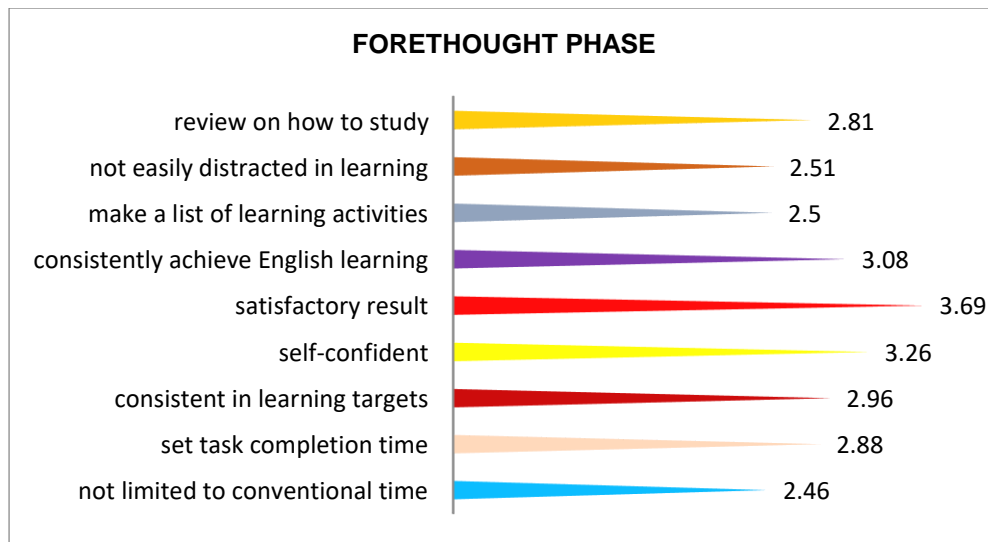 FORETHOUGHT PHASE
review on how to study 2.81
not easily distracted in learning 2.51
make a list of learning activities 2.5
consistently achieve English learning 3.08
satisfactory result 3.69
self-confident 3.26
consistent in learning targets 2.96
set task completion time 2.88
not limited to conventional time 2.46